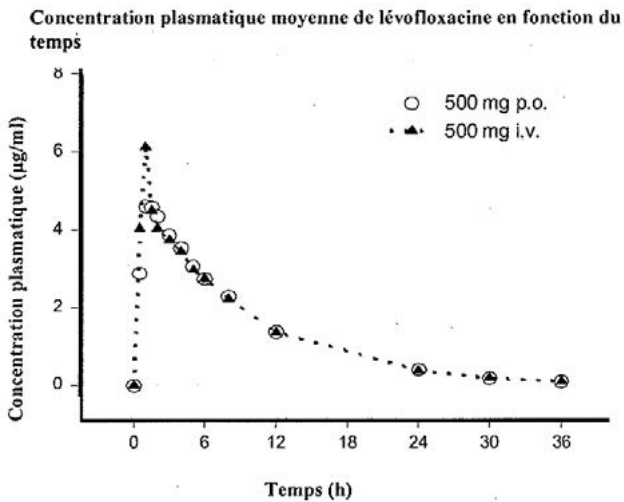 Concentration plasmatique moyenne de lévofloxacine en fonction du
temps
Concentration plasmatique (µg/ml)
8
6
4
2
0
500 mg p.o.
500 mg i.v.
0 6 12 18 24 30 36
Temps (h)